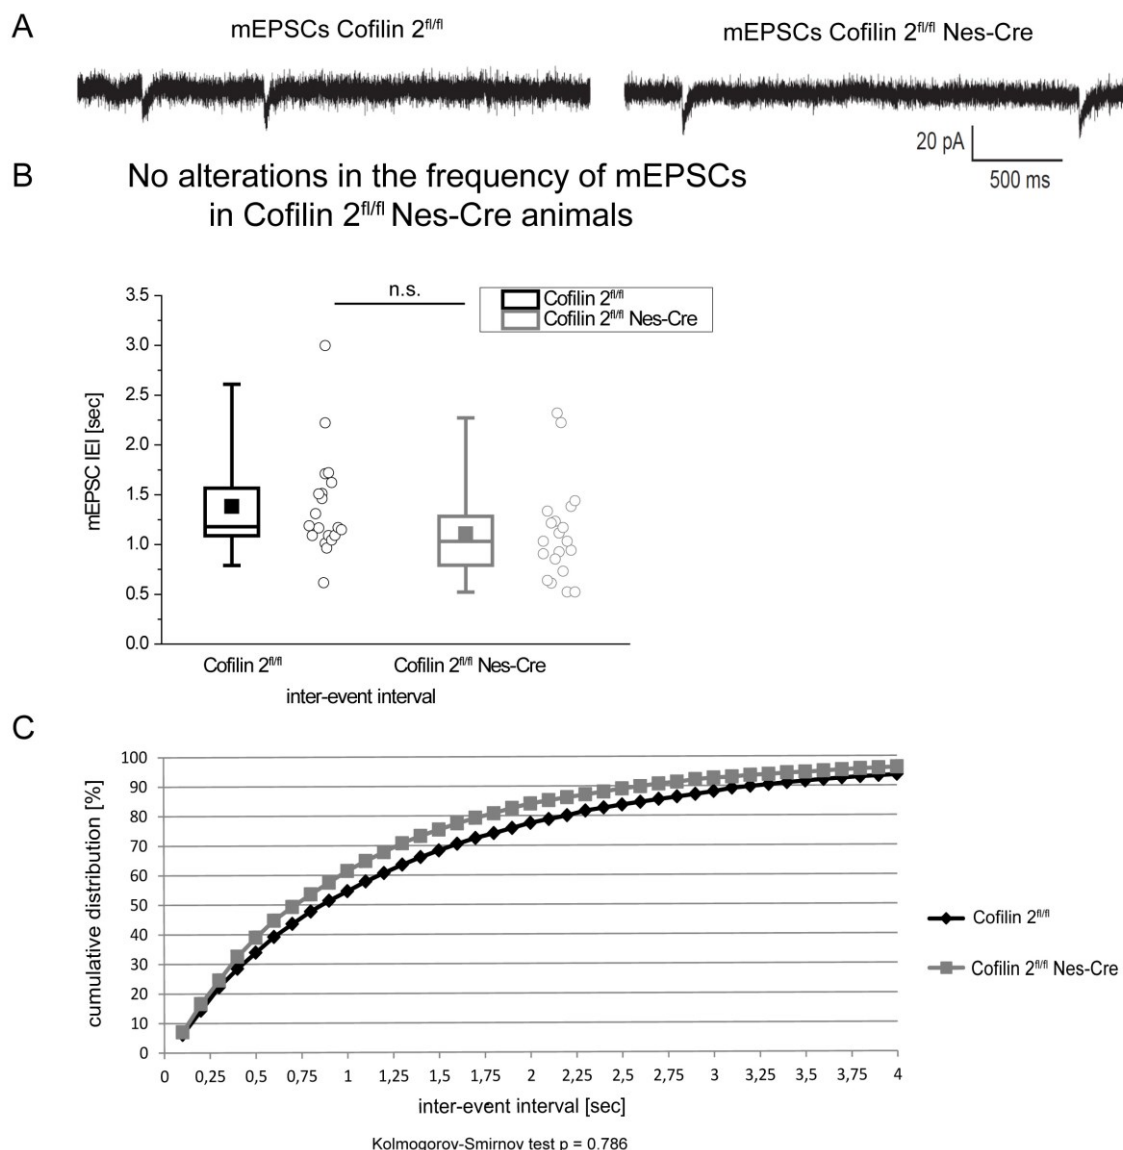 A
mEPSCs Cofilin 2fl/fl
mEPSCs Cofilin 2fl/fl Nes-Cre
20 pA
500 ms
B
No alterations in the frequency of mEPSCs
in Cofilin 2fl/fl Nes-Cre animals
n.s.
Cofilin 2fl/fl
Cofilin 2fl/fl Nes-Cre
mEPSC IEI [sec]
3.5
3.0
2.5
2.0
1.5
1.0
0.5
0.0
Cofilin 2fl/fl
Cofilin 2fl/fl Nes-Cre
inter-event interval
C
cumulative distribution [%]
100
90
80
70
60
50
40
30
20
10
0
0 0,25 0,5 0,75 1 1,25 1,5 1,75 2 2,25 2,5 2,75 3 3,25 3,5 3,75 4
inter-event interval [sec]
Cofilin 2fl/fl
Cofilin 2fl/fl Nes-Cre
Kolmogorov-Smirnov test p = 0.786